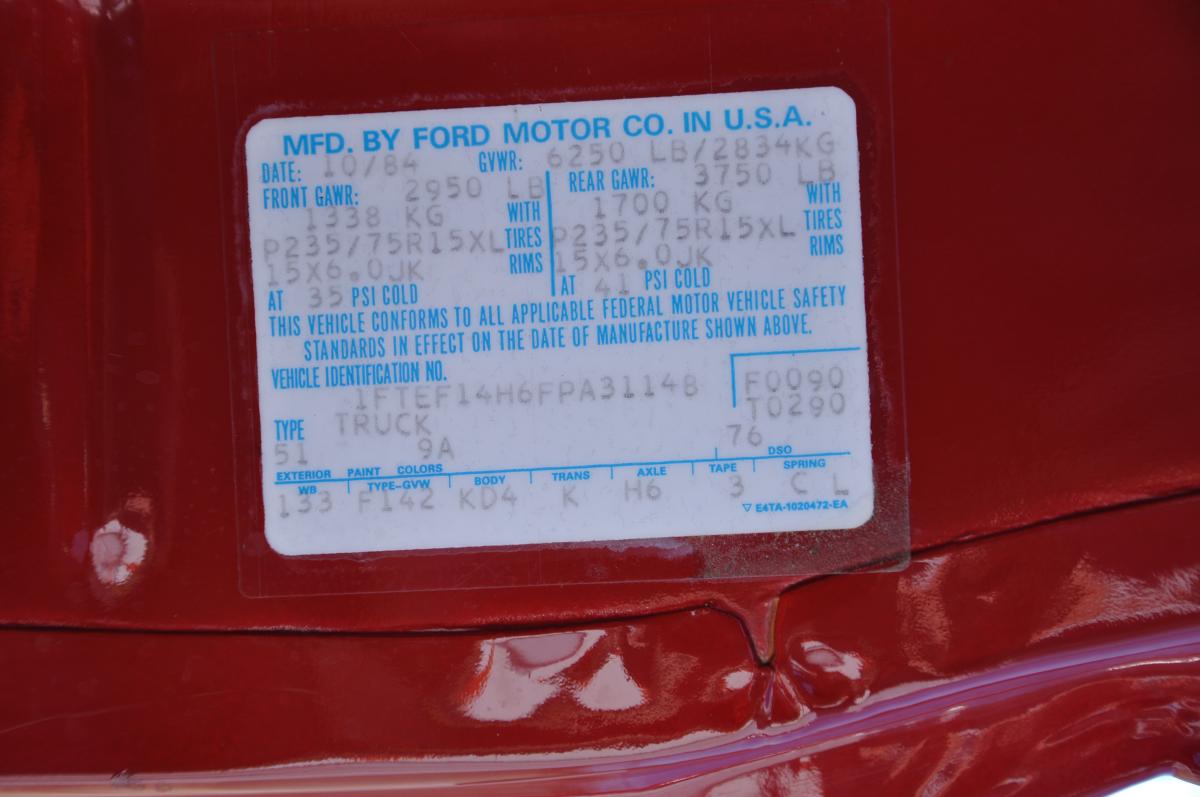 MFD. BY FORD MOTOR CO. IN U.S.A.
DATE: 10/84 GVWR: 6250 LB/2834KG
FRONT GAWR: 2950 LB REAR GAWR: 3750 LB
1338 KG WITH 1700 KG WITH
P235/75R15XL TIRES P235/75R15XL TIRES
15X6.0JK RIMS 15X6.0JK RIMS
AT 35 PSI COLD AT 41 PSI COLD
THIS VEHICLE CONFORMS TO ALL APPLICABLE FEDERAL MOTOR VEHICLE SAFETY
STANDARDS IN EFFECT ON THE DATE OF MANUFACTURE SHOWN ABOVE.
VEHICLE IDENTIFICATION NO.
1FTEF14H6FPA31148 F0090
T0290
TYPE TRUCK
51 9A 76
EXTERIOR PAINT COLORS DSO
WB TYPE-GVW BODY TRANS AXLE TAPE SPRING
133 F142 KD4 K H6 3 C L
▽ E4TA-1020472-EA